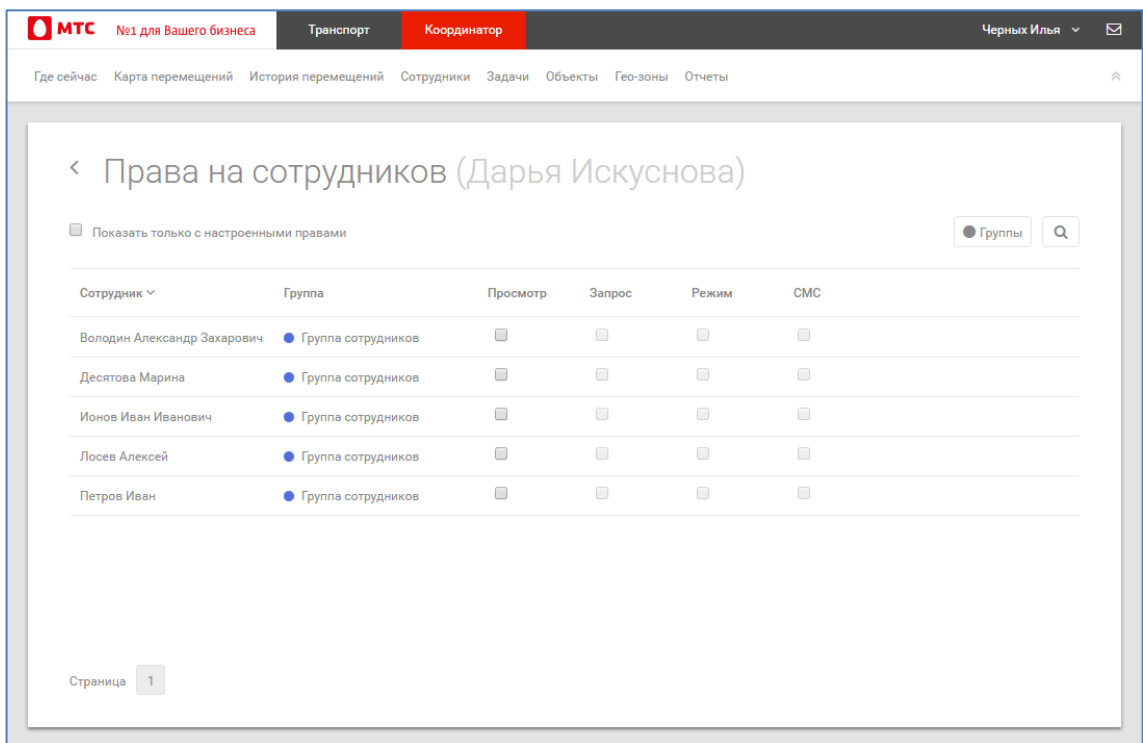 МТС №1 для Вашего бизнеса Транспорт Координатор Черных Илья
Где сейчас Карта перемещений История перемещений Сотрудники Задачи Объекты Гео-зоны Отчеты
Права на сотрудников (Дарья Искуснова)
Показать только с настроенными правами Группы
Сотрудник Группа Просмотр Запрос Режим СМС
Володин Александр Захарович Группа сотрудников
Десятова Марина Группа сотрудников
Ионов Иван Иванович Группа сотрудников
Лосев Алексей Группа сотрудников
Петров Иван Группа сотрудников
Страница 1